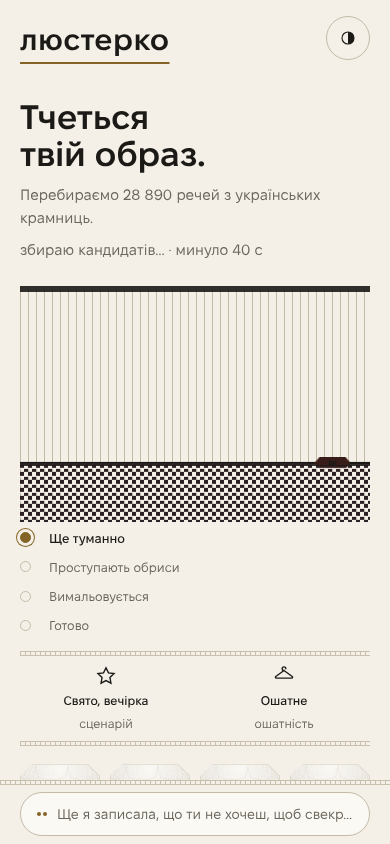 люстерко
Тчеться
твій образ.
Перебираємо 28 890 речей з українських
крамниць.
збираю кандидатів… · минуло 40 с
Ще туманно
Проступають обриси
Вимальовується
Готово
Свято, вечірка
сценарій
Ошатне
ошатність
Ще я записала, що ти не хочеш, щоб свекр…